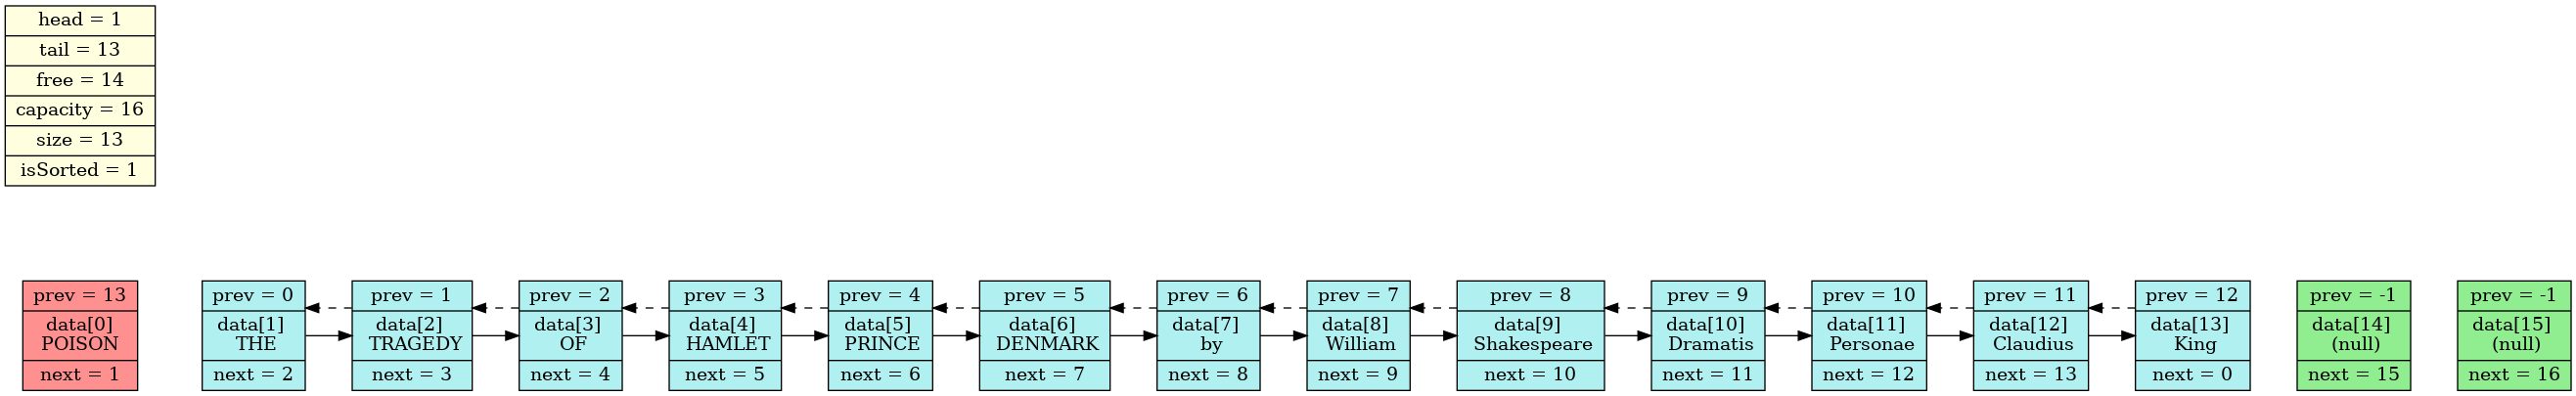 head = 1
tail = 13
free = 14
capacity = 16
size = 13
isSorted = 1
prev = 13
data[0]
POISON
next = 1
prev = 0
data[1]
THE
next = 2
prev = 1
data[2]
TRAGEDY
next = 3
prev = 2
data[3]
OF
next = 4
prev = 3
data[4]
HAMLET
next = 5
prev = 4
data[5]
PRINCE
next = 6
prev = 5
data[6]
DENMARK
next = 7
prev = 6
data[7]
by
next = 8
prev = 7
data[8]
William
next = 9
prev = 8
data[9]
Shakespeare
next = 10
prev = 9
data[10]
Dramatis
next = 11
prev = 10
data[11]
Personae
next = 12
prev = 11
data[12]
Claudius
next = 13
prev = 12
data[13]
King
next = 0
prev = -1
data[14]
(null)
next = 15
prev = -1
data[15]
(null)
next = 16